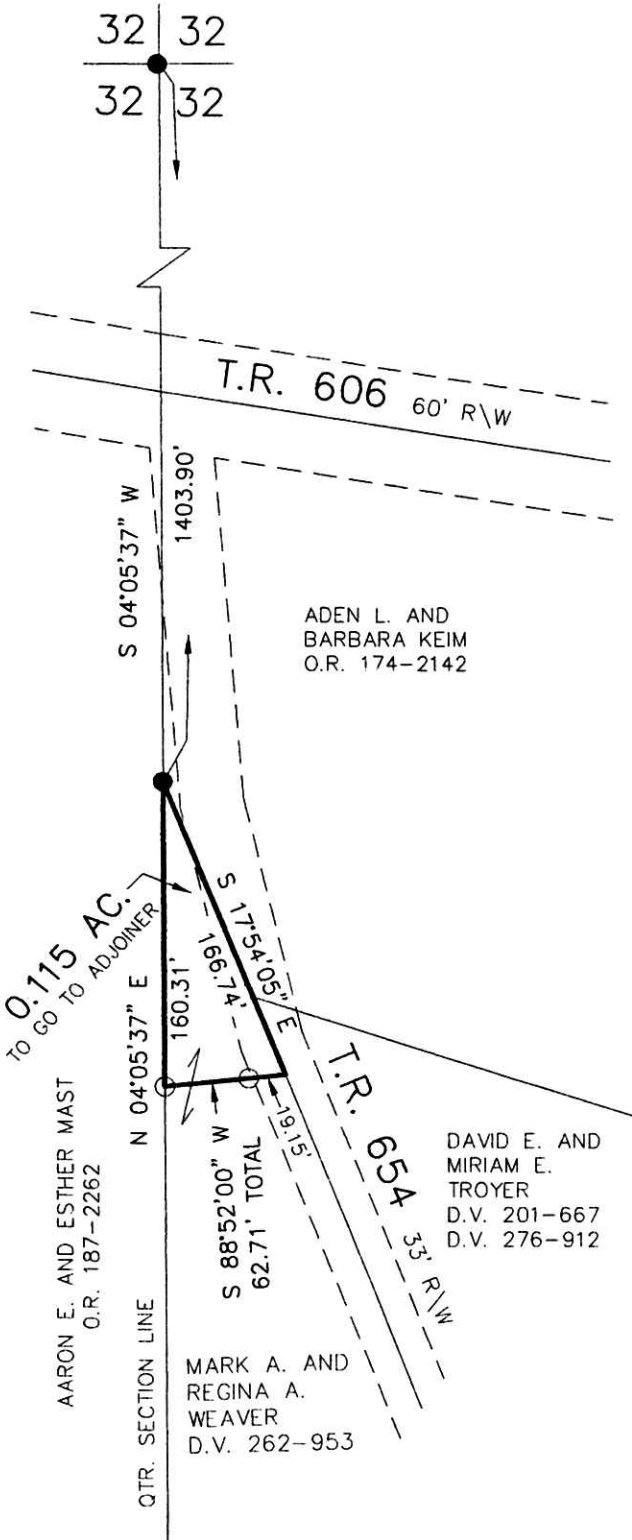 32 32
32 32
T.R. 606 60' R\W
S 04°05'37" W
1403.90'
ADEN L. AND
BARBARA KEIM
O.R. 174-2142
0.115 AC.
TO GO TO ADJOINER
N 04°05'37" E
160.31'
S 17°54'05" E
166.74'
T.R. 654 33' R\W
19.15'
S 88°52'00" W
62.71' TOTAL
DAVID E. AND
MIRIAM E.
TROYER
D.V. 201-667
D.V. 276-912
AARON E. AND ESTHER MAST
O.R. 187-2262
QTR. SECTION LINE
MARK A. AND
REGINA A.
WEAVER
D.V. 262-953